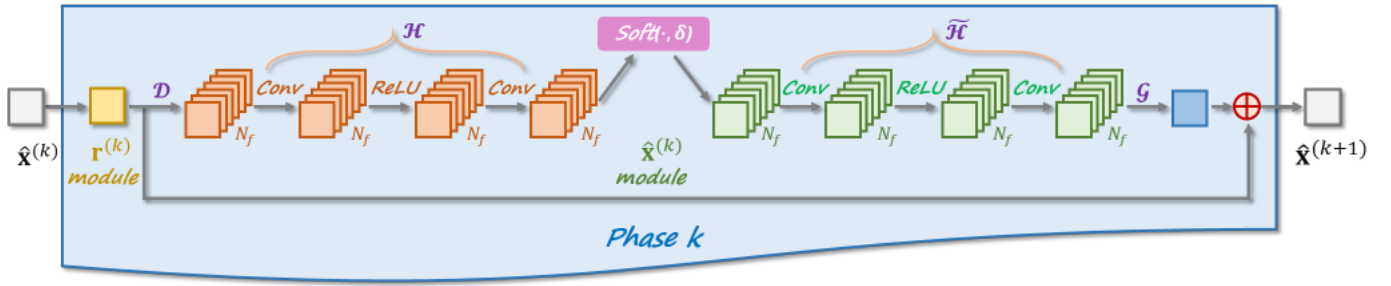 ℋ
Soft(·, δ)
ℋ̃
𝒟
Conv
ReLU
Conv
Conv
ReLU
Conv
𝒢
N_f
N_f
N_f
N_f
N_f
N_f
N_f
N_f
x̂^(k)
r^(k)
module
x̂^(k)
module
x̂^(k+1)
Phase k